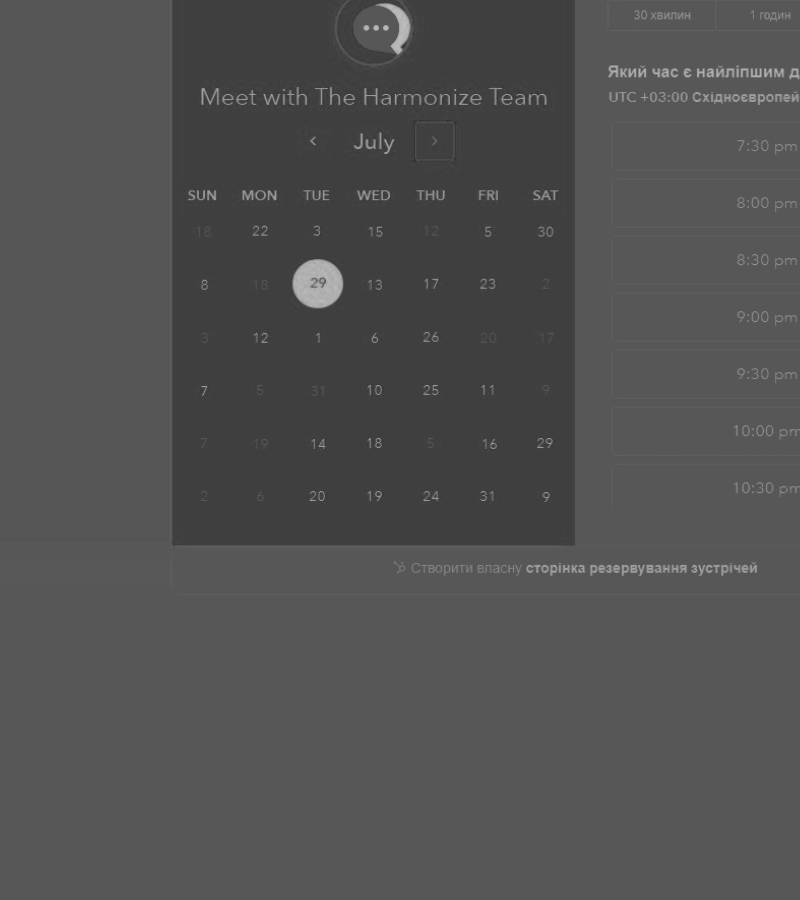 30 хвилин 1 годин
Meet with The Harmonize Team
July
Який час є найліпшим д
UTC +03:00 Східноєвропей
SUN MON TUE WED THU FRI SAT
18 22 3 15 12 5 30
8 18 29 13 17 23 2
3 12 1 6 26 20 17
7 5 31 10 25 11 9
7 19 14 18 5 16 29
2 6 20 19 24 31 9
7:30 pm
8:00 pm
8:30 pm
9:00 pm
9:30 pm
10:00 pm
10:30 pm
Створити власну сторінка резервування зустрічей